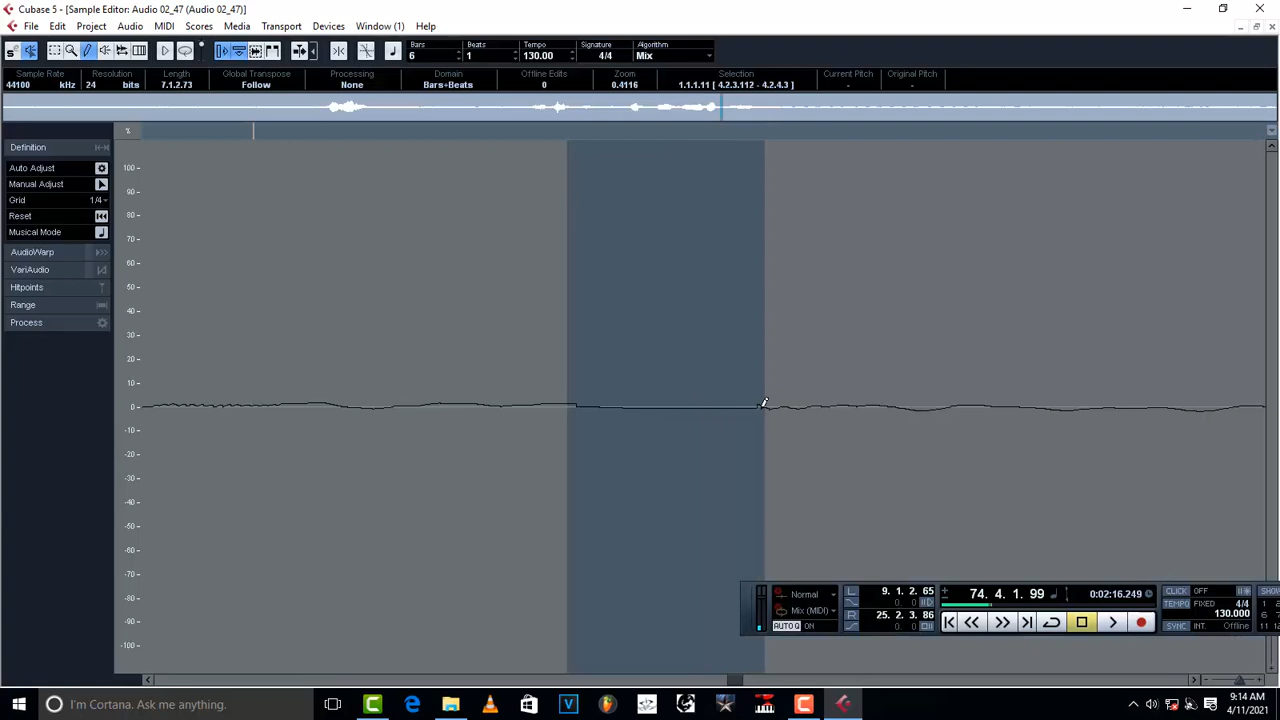 Cubase 5 - [Sample Editor: Audio 02_47 (Audio 02_47)]
File Edit Project Audio MIDI Scores Media Transport Devices Window (1) Help
Bars Beats Tempo Signature Algorithm
6 1 130.00 4/4 Mix
Sample Rate Resolution Length Global Transpose Processing Domain Offline Edits Zoom Selection Current Pitch Original Pitch
44100 kHz 24 bits 7.1.2.73 Follow None Bars+Beats 0 0.4116 1.1.1.11 [ 4.2.3.112 - 4.2.4.3 ] - -
%
Definition
Auto Adjust
Manual Adjust
Grid 1/4
Reset
Musical Mode
AudioWarp
VariAudio
Hitpoints
Range
Process
100
90
80
70
60
50
40
30
20
10
0
-10
-20
-30
-40
-50
-60
-70
-80
-90
-100
Normal
Mix (MIDI)
AUTO Q ON
L 9. 1. 2. 65
0. 0
R 25. 2. 3. 86
0. 0
74. 4. 1. 99 0:02:16.249
CLICK OFF
TEMPO FIXED 4/4
130.000
SYNC INT. Offline
SHO
I'm Cortana. Ask me anything.
9:14 AM
4/11/2021